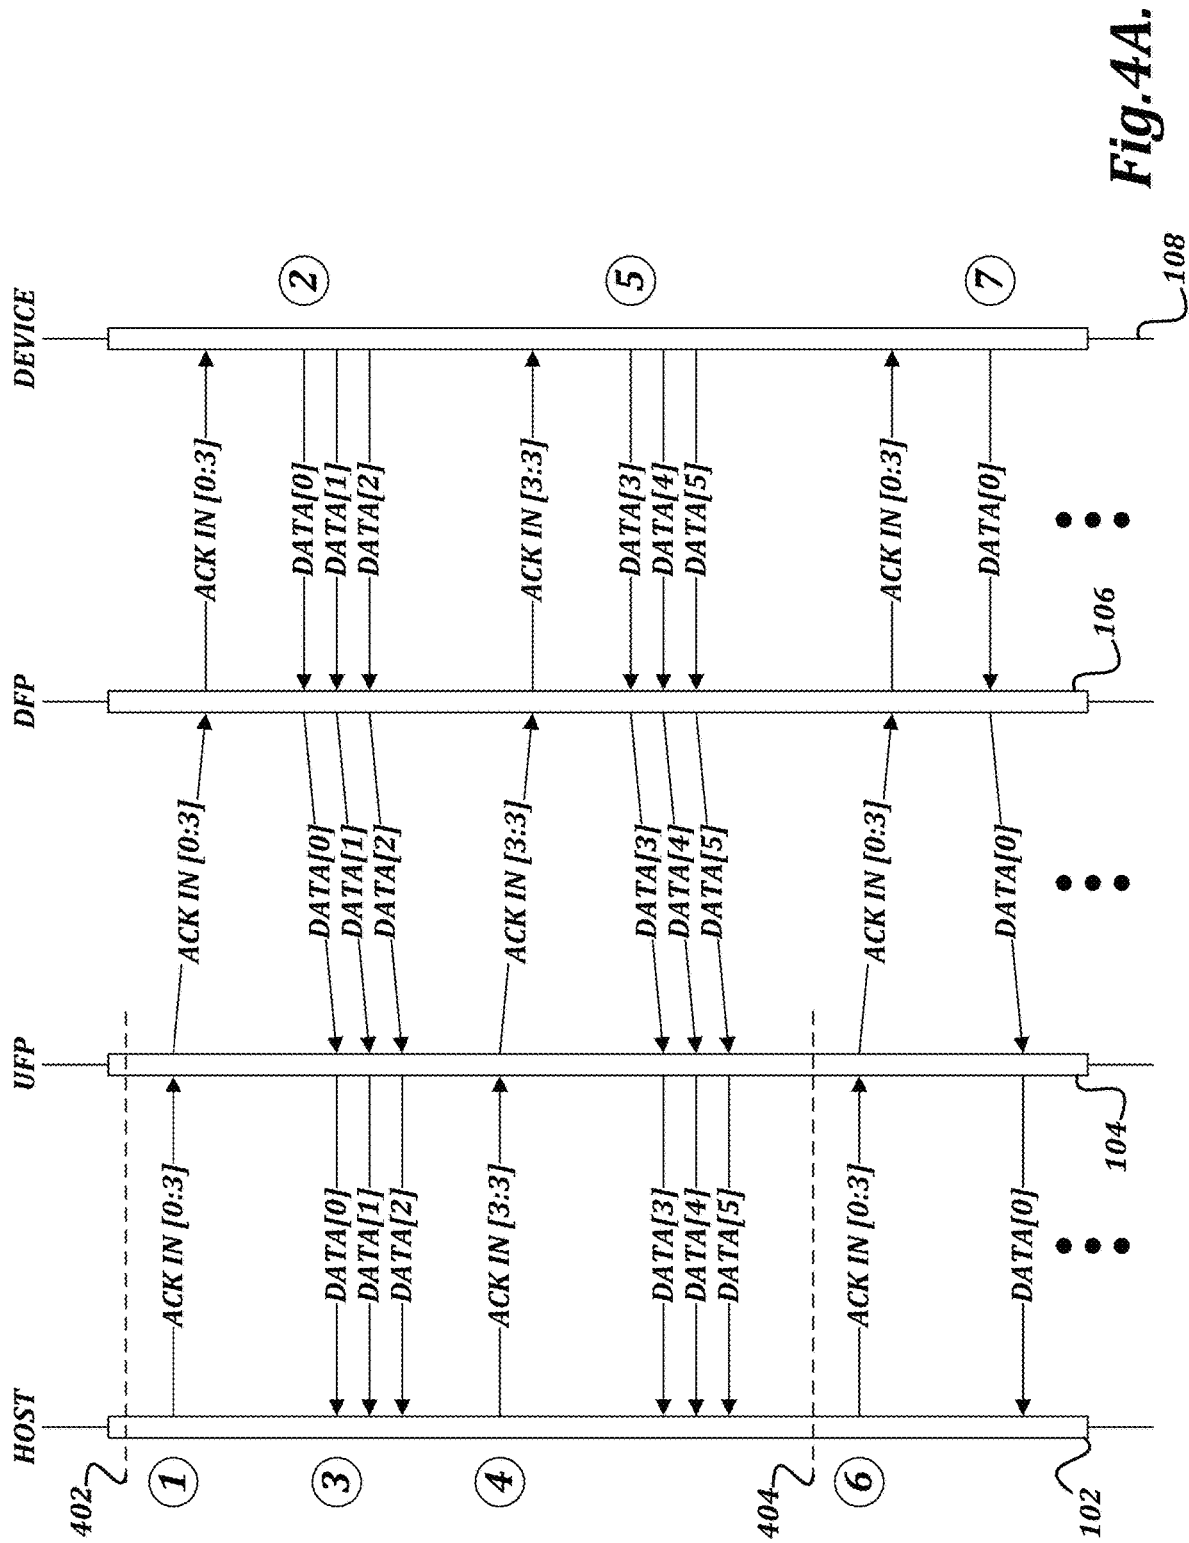 HOST
UFP
DFP
DEVICE
402
1
ACK IN [0:3]
ACK IN [0:3]
ACK IN [0:3]
2
DATA[0]
DATA[0]
DATA[0]
DATA[1]
DATA[1]
DATA[1]
DATA[2]
DATA[2]
DATA[2]
3
4
ACK IN [3:3]
ACK IN [3:3]
ACK IN [3:3]
5
DATA[3]
DATA[3]
DATA[3]
DATA[4]
DATA[4]
DATA[4]
DATA[5]
DATA[5]
DATA[5]
404
6
ACK IN [0:3]
ACK IN [0:3]
ACK IN [0:3]
7
DATA[0]
DATA[0]
DATA[0]
102
104
106
108
Fig.4A.